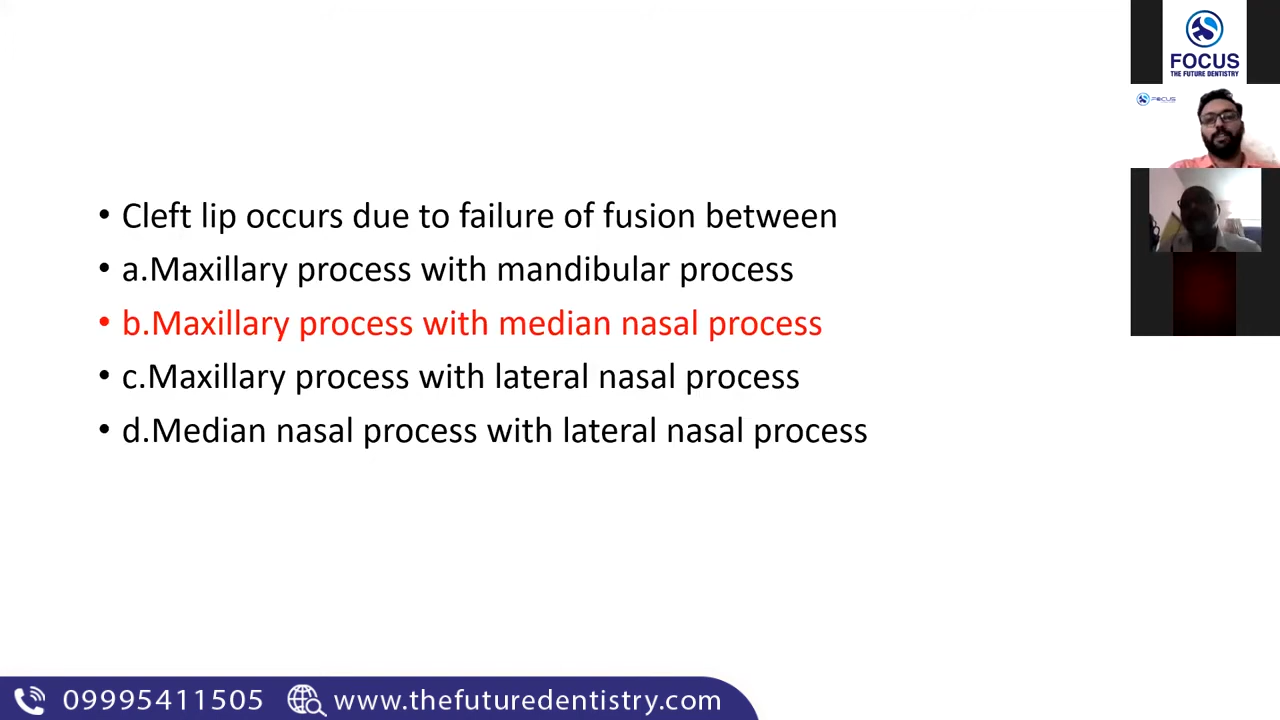 FOCUS
THE FUTURE DENTISTRY
FOCUS
• Cleft lip occurs due to failure of fusion between
• a.Maxillary process with mandibular process
• b.Maxillary process with median nasal process
• c.Maxillary process with lateral nasal process
• d.Median nasal process with lateral nasal process
09995411505 www.thefuturedentistry.com